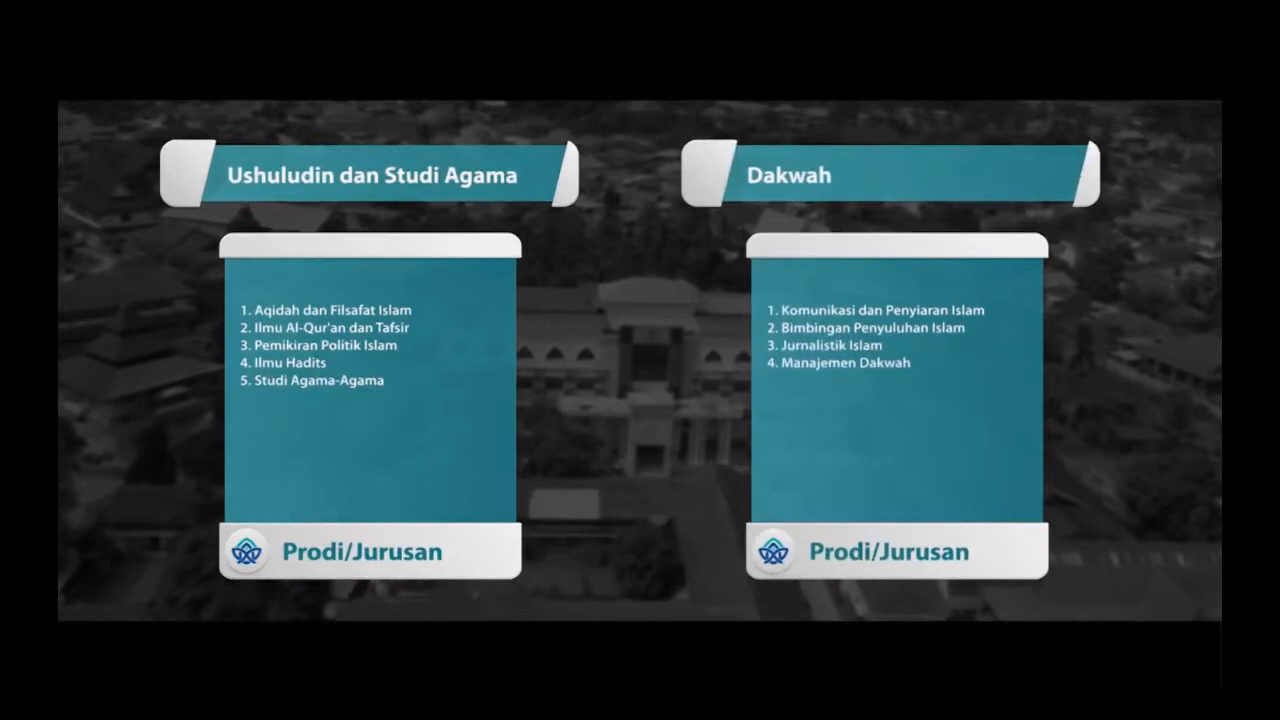 Ushuludin dan Studi Agama
1. Aqidah dan Filsafat Islam
2. Ilmu Al-Qur'an dan Tafsir
3. Pemikiran Politik Islam
4. Ilmu Hadits
5. Studi Agama-Agama
Prodi/Jurusan
Dakwah
1. Komunikasi dan Penyiaran Islam
2. Bimbingan Penyuluhan Islam
3. Jurnalistik Islam
4. Manajemen Dakwah
Prodi/Jurusan